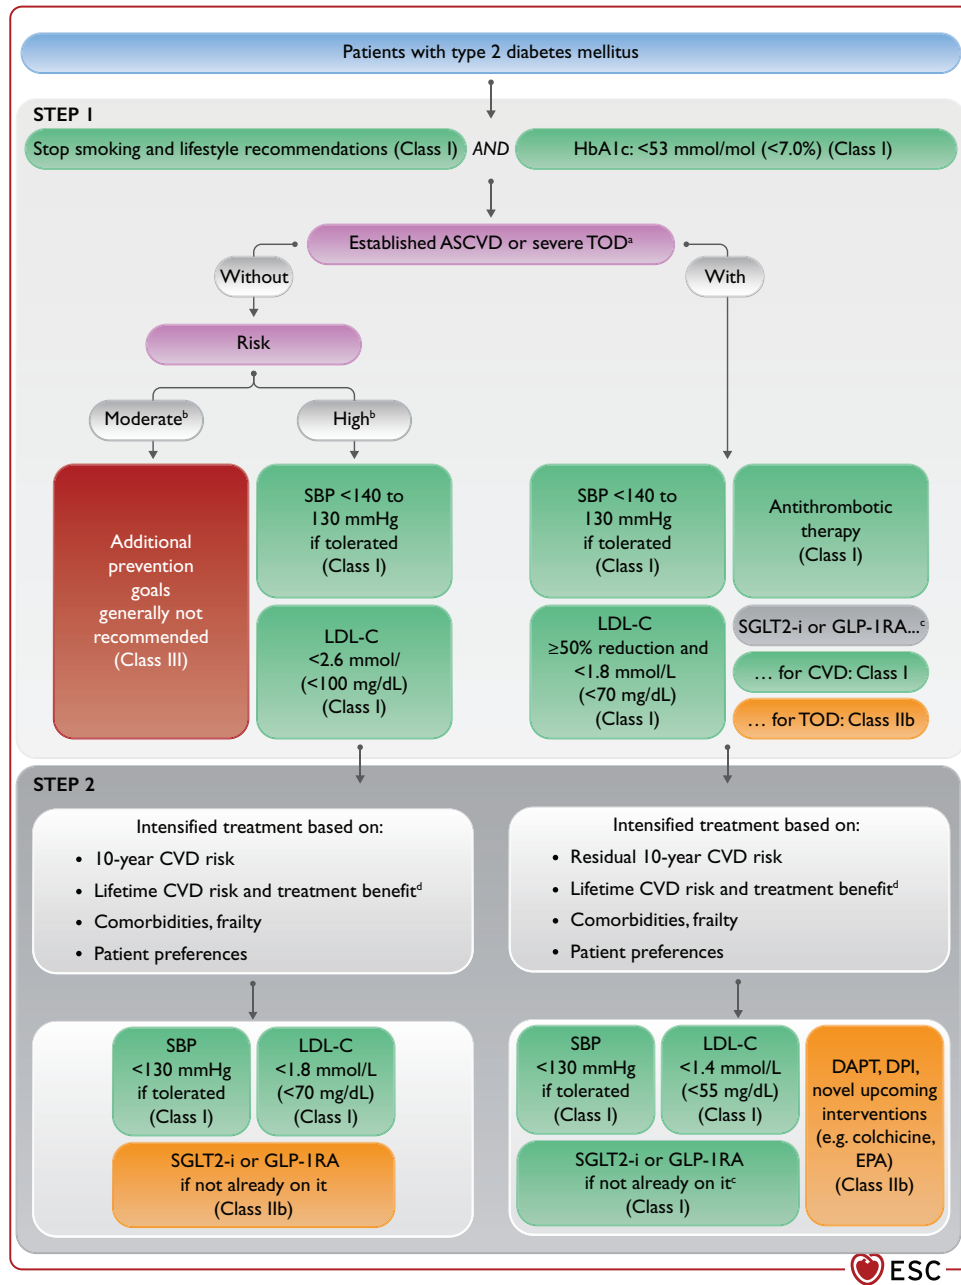 Patients with type 2 diabetes mellitus
STEP 1
Stop smoking and lifestyle recommendations (Class I)
AND
HbA1c: <53 mmol/mol (<7.0%) (Class I)
Established ASCVD or severe TODᵃ
Without
With
Risk
Moderateᵇ
Highᵇ
Additional
prevention
goals
generally not
recommended
(Class III)
SBP <140 to
130 mmHg
if tolerated
(Class I)
LDL-C
<2.6 mmol/
(<100 mg/dL)
(Class I)
SBP <140 to
130 mmHg
if tolerated
(Class I)
Antithrombotic
therapy
(Class I)
LDL-C
≥50% reduction and
<1.8 mmol/L
(<70 mg/dL)
(Class I)
SGLT2-i or GLP-1RA...ᶜ
... for CVD: Class I
... for TOD: Class IIb
STEP 2
Intensified treatment based on:
• 10-year CVD risk
• Lifetime CVD risk and treatment benefitᵈ
• Comorbidities, frailty
• Patient preferences
Intensified treatment based on:
• Residual 10-year CVD risk
• Lifetime CVD risk and treatment benefitᵈ
• Comorbidities, frailty
• Patient preferences
SBP
<130 mmHg
if tolerated
(Class I)
LDL-C
<1.8 mmol/L
(<70 mg/dL)
(Class I)
SGLT2-i or GLP-1RA
if not already on it
(Class IIb)
SBP
<130 mmHg
if tolerated
(Class I)
LDL-C
<1.4 mmol/L
(<55 mg/dL)
(Class I)
SGLT2-i or GLP-1RA
if not already on itᶜ
(Class I)
DAPT, DPI,
novel upcoming
interventions
(e.g. colchicine,
EPA)
(Class IIb)
ESC